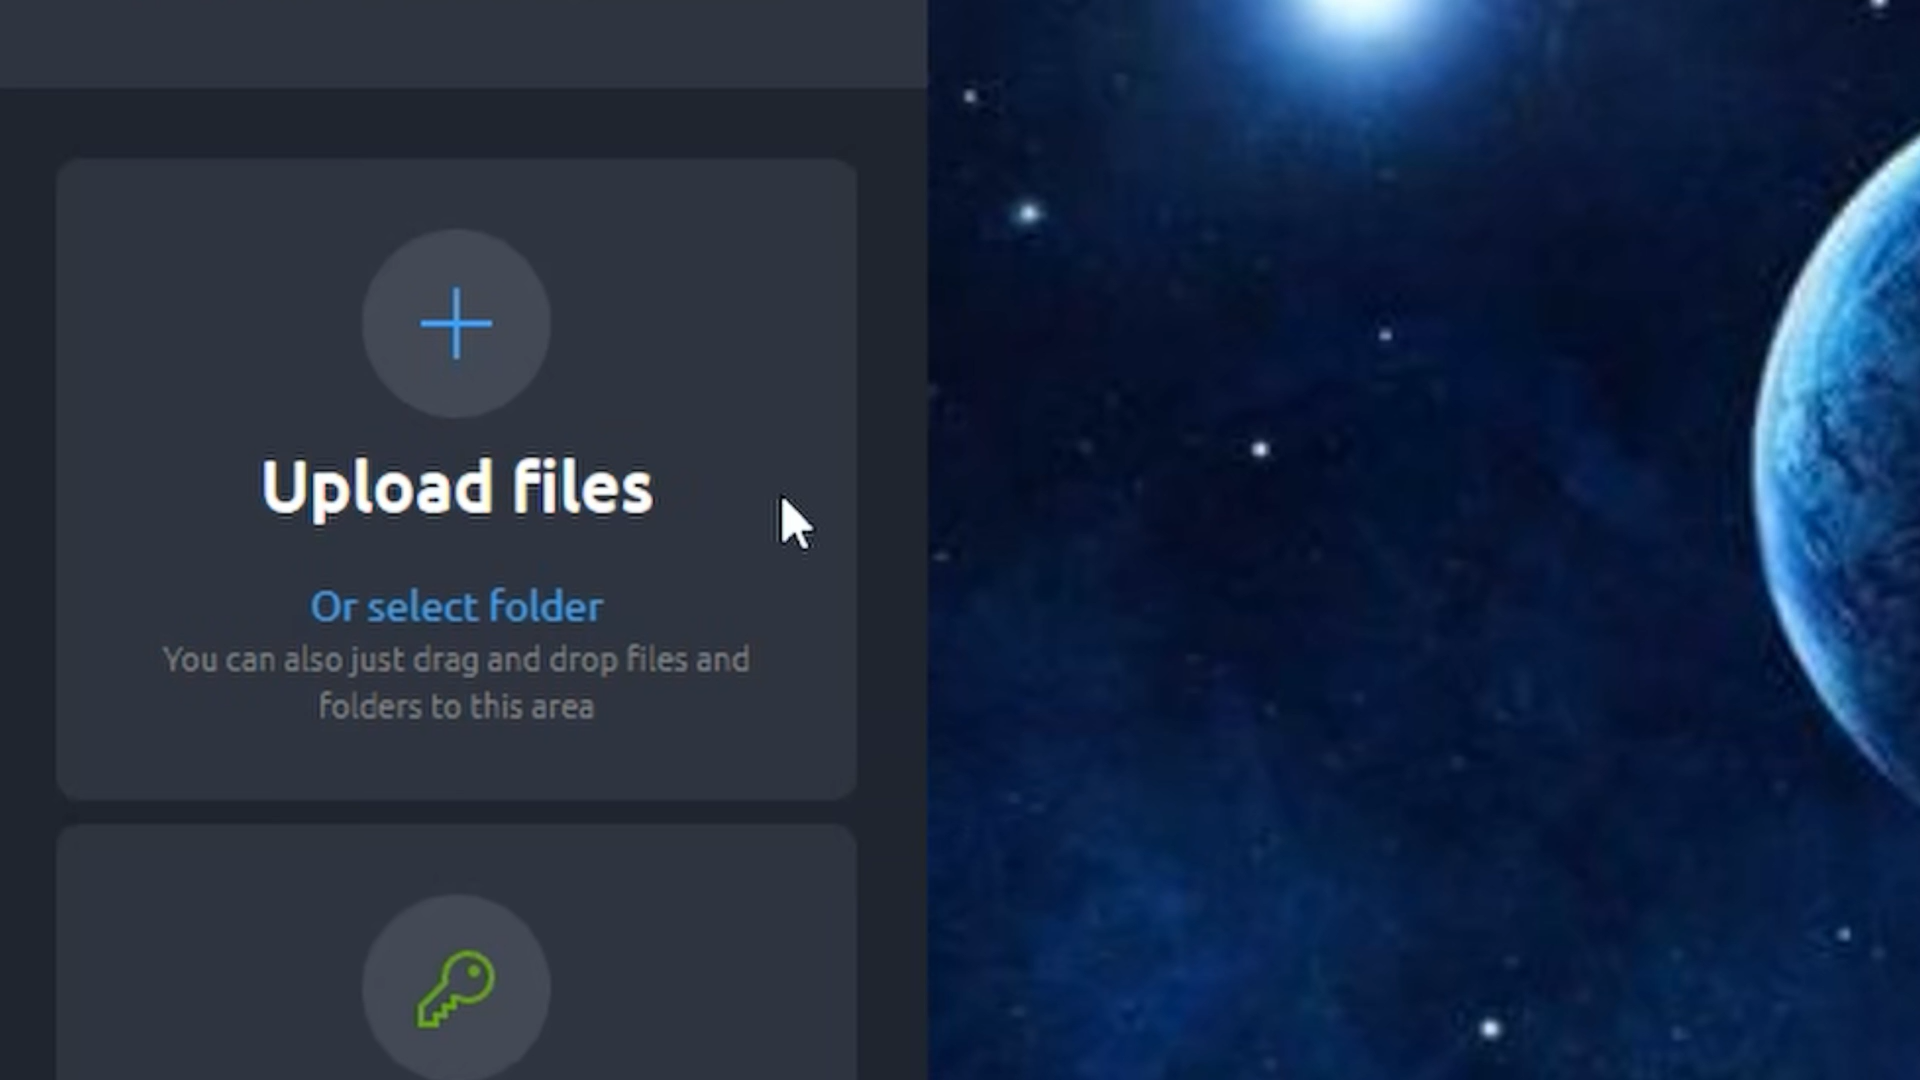 Upload files
Or select folder
You can also just drag and drop files and
folders to this area